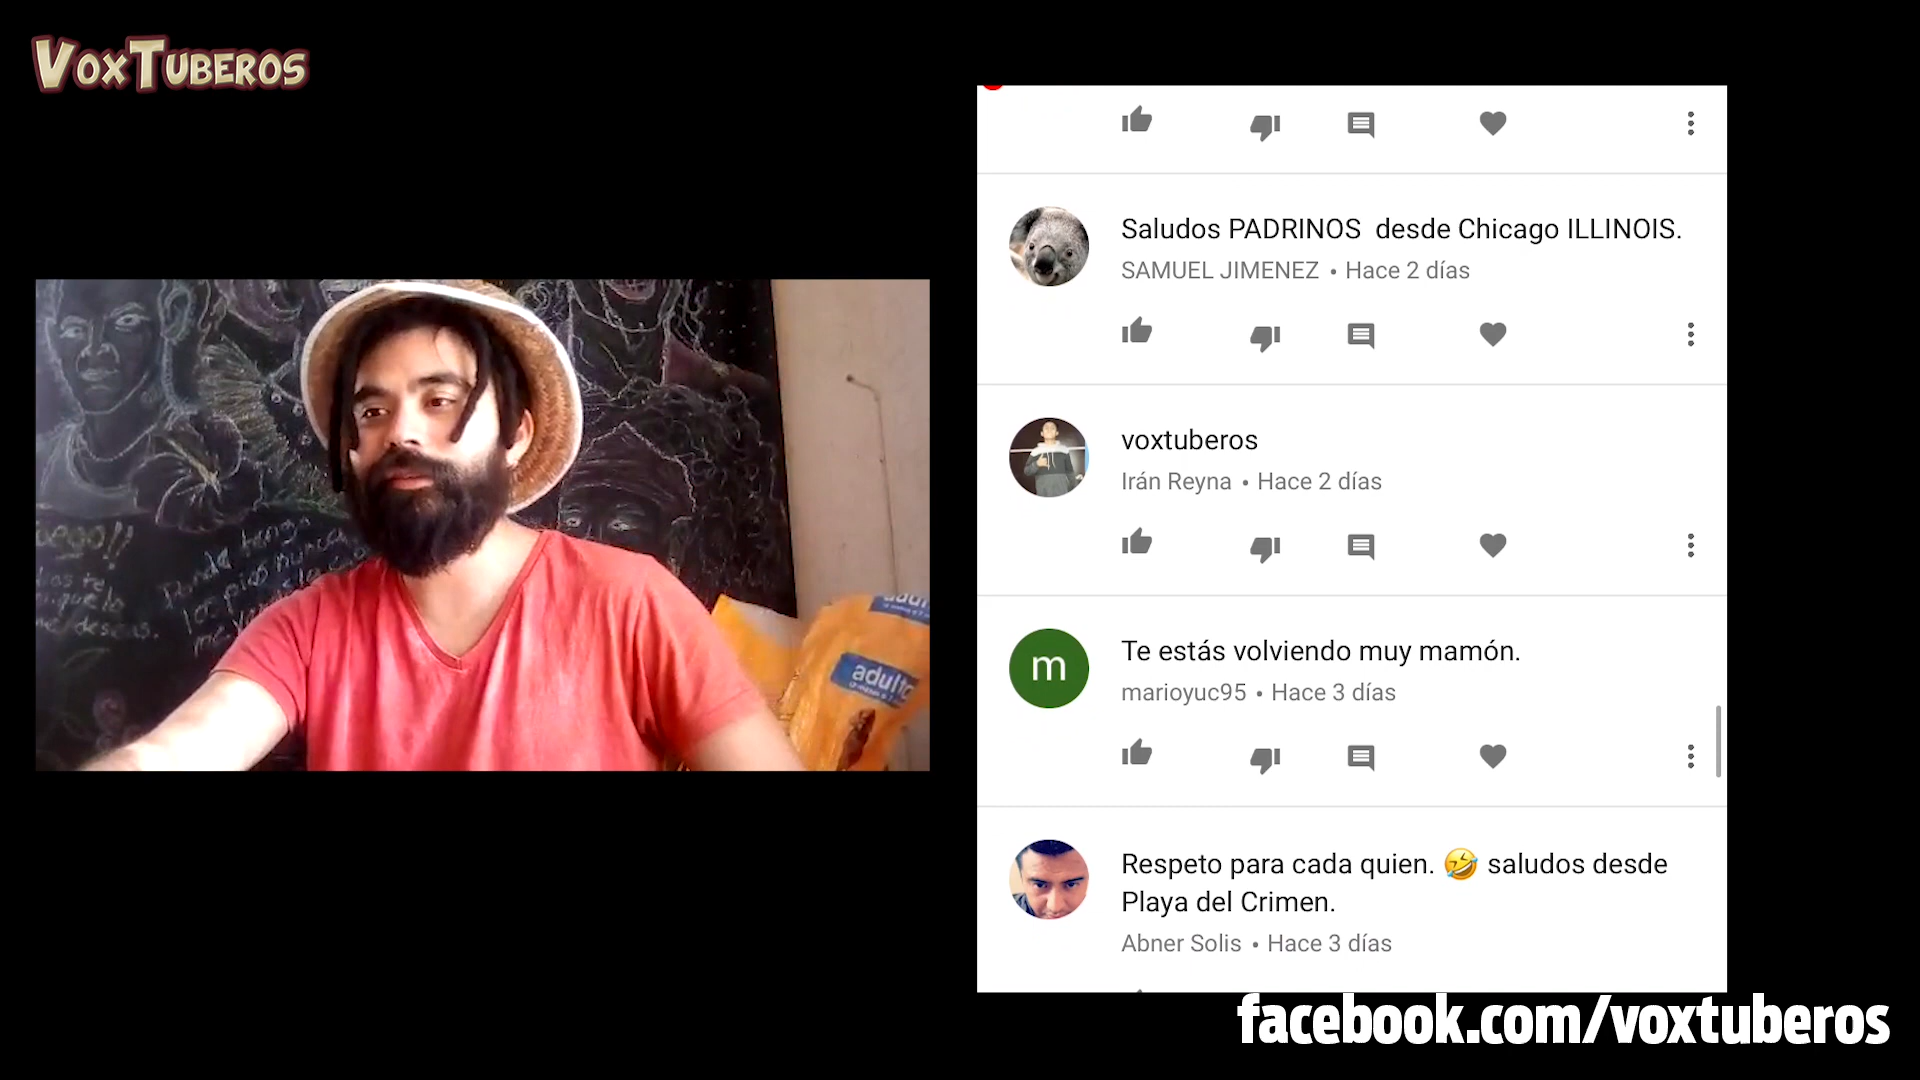 VoxTuberos
Saludos PADRINOS desde Chicago ILLINOIS.
SAMUEL JIMENEZ • Hace 2 días
voxtuberos
Irán Reyna • Hace 2 días
m
Te estás volviendo muy mamón.
marioyuc95 • Hace 3 días
Respeto para cada quien. 🤣 saludos desde
Playa del Crimen.
Abner Solis • Hace 3 días
adulto
facebook.com/voxtuberos